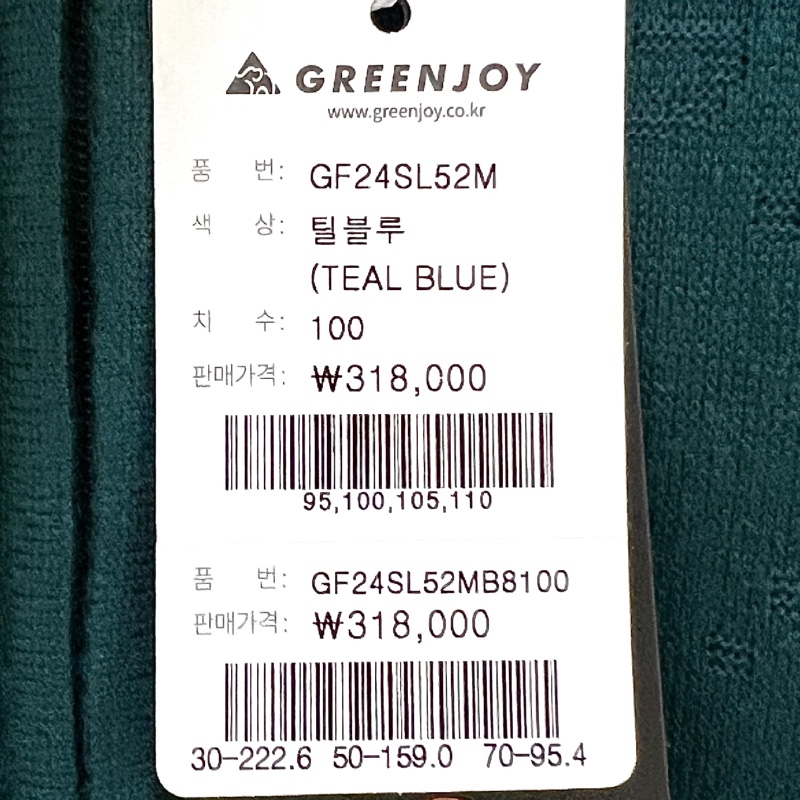 GREENJOY
www.greenjoy.co.kr
품 번: GF24SL52M
색 상: 틸블루
(TEAL BLUE)
치 수: 100
판매가격: ₩318,000
95,100,105,110
품 번: GF24SL52MB8100
판매가격: ₩318,000
30-222.6 50-159.0 70-95.4